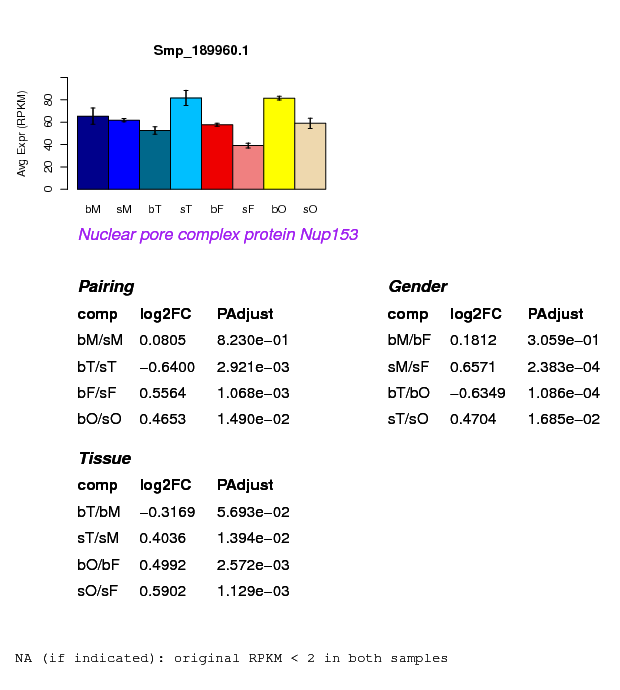 Smp_189960.1
Avg Expr (RPKM)
0 20 40 60 80
bM sM bT sT bF sF bO sO
Nuclear pore complex protein Nup153
Pairing
comp log2FC PAdjust
bM/sM 0.0805 8.230e−01
bT/sT −0.6400 2.921e−03
bF/sF 0.5564 1.068e−03
bO/sO 0.4653 1.490e−02
Gender
comp log2FC PAdjust
bM/bF 0.1812 3.059e−01
sM/sF 0.6571 2.383e−04
bT/bO −0.6349 1.086e−04
sT/sO 0.4704 1.685e−02
Tissue
comp log2FC PAdjust
bT/bM −0.3169 5.693e−02
sT/sM 0.4036 1.394e−02
bO/bF 0.4992 2.572e−03
sO/sF 0.5902 1.129e−03
NA (if indicated): original RPKM < 2 in both samples